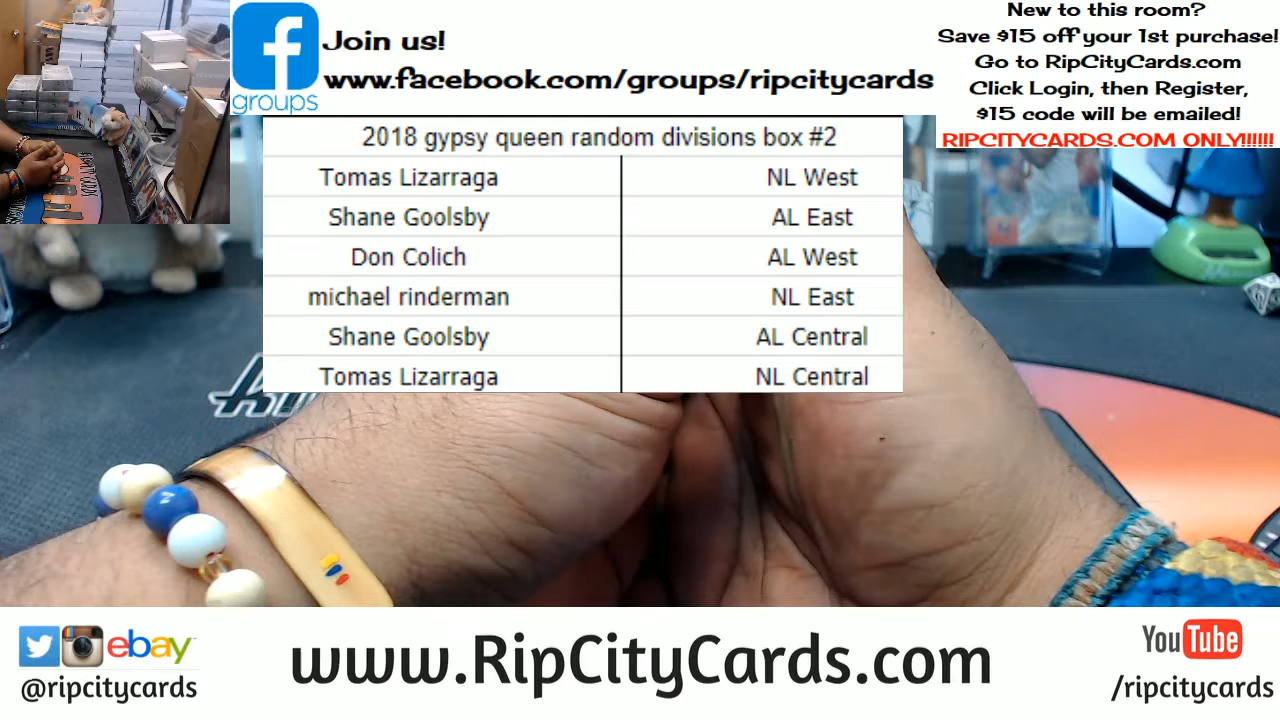 Join us!
www.facebook.com/groups/ripcitycards
groups
New to this room?
Save $15 off your 1st purchase!
Go to RipCityCards.com
Click Login, then Register,
$15 code will be emailed!
RIPCITYCARDS.COM ONLY!!!!!!
2018 gypsy queen random divisions box #2
Tomas Lizarraga NL West
Shane Goolsby AL East
Don Colich AL West
michael rinderman NL East
Shane Goolsby AL Central
Tomas Lizarraga NL Central
ebay
@ripcitycards
www.RipCityCards.com
YouTube
/ripcitycards